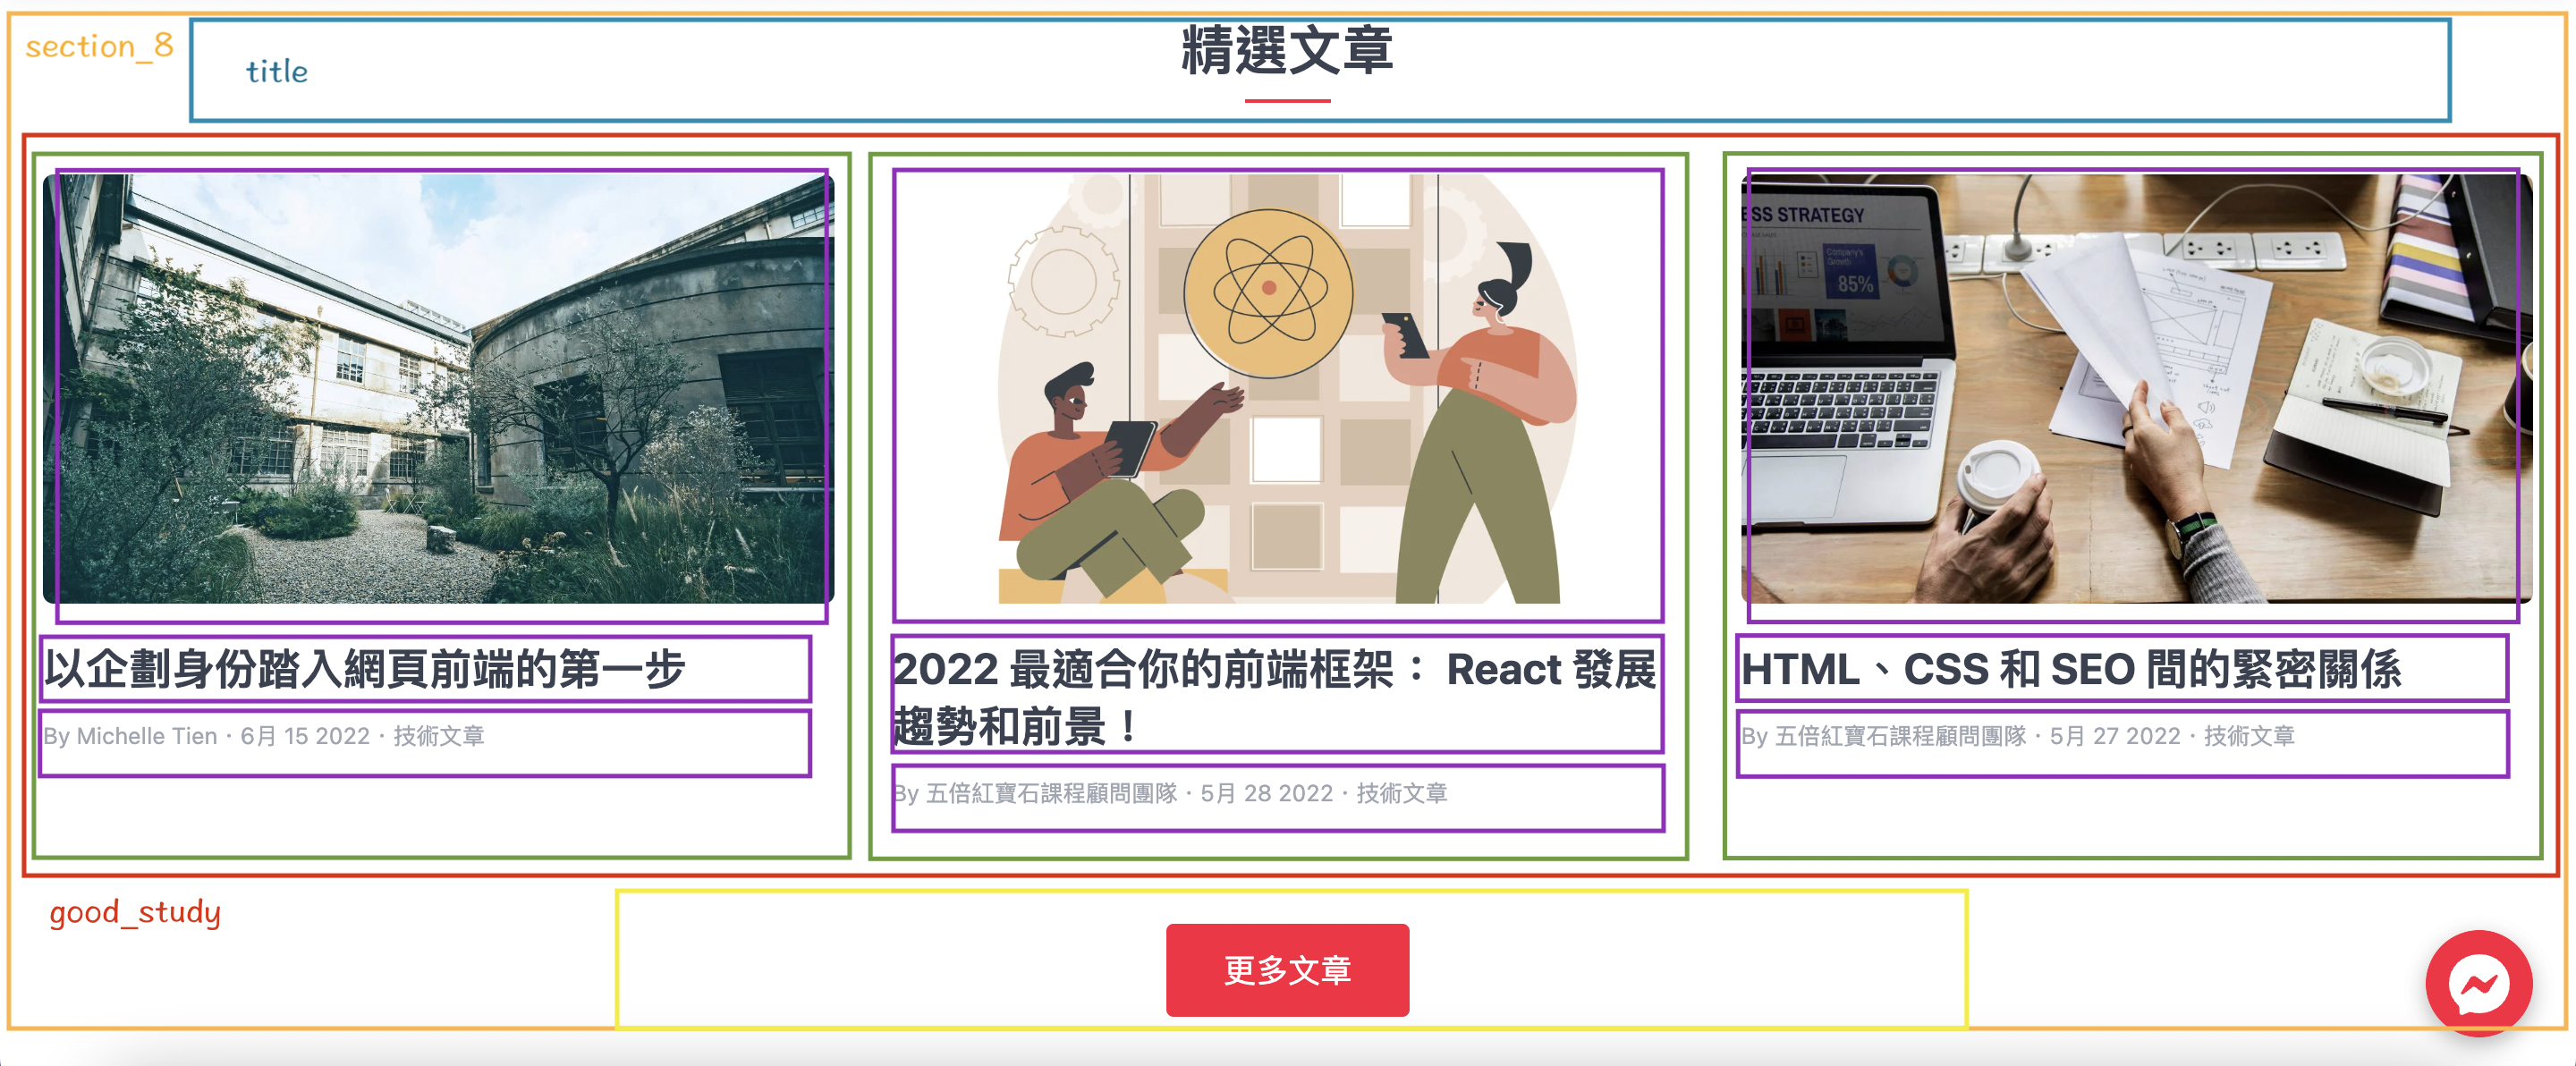 section_8
title
精選文章
ESS STRATEGY
Company's
Growth
85%
以企劃身份踏入網頁前端的第一步
By Michelle Tien · 6月 15 2022 · 技術文章
2022 最適合你的前端框架： React 發展
趨勢和前景！
By 五倍紅寶石課程顧問團隊 · 5月 28 2022 · 技術文章
HTML、CSS 和 SEO 間的緊密關係
By 五倍紅寶石課程顧問團隊 · 5月 27 2022 · 技術文章
good_study
更多文章